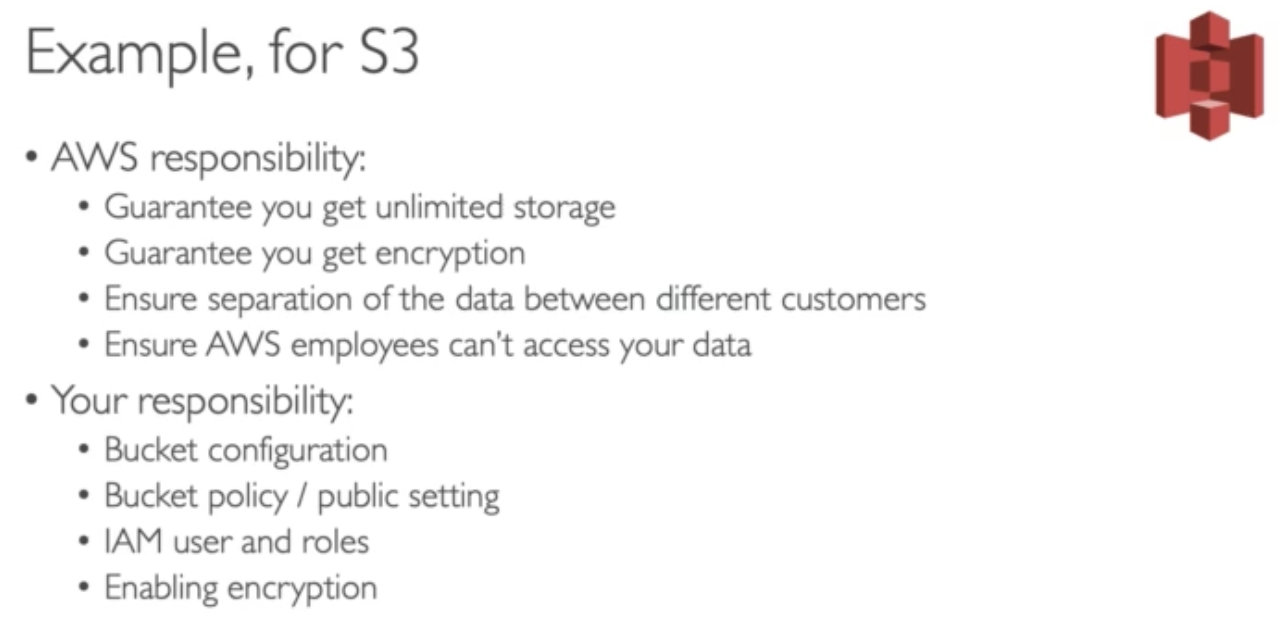 Example, for S3
• AWS responsibility:
• Guarantee you get unlimited storage
• Guarantee you get encryption
• Ensure separation of the data between different customers
• Ensure AWS employees can't access your data
• Your responsibility:
• Bucket configuration
• Bucket policy / public setting
• IAM user and roles
• Enabling encryption